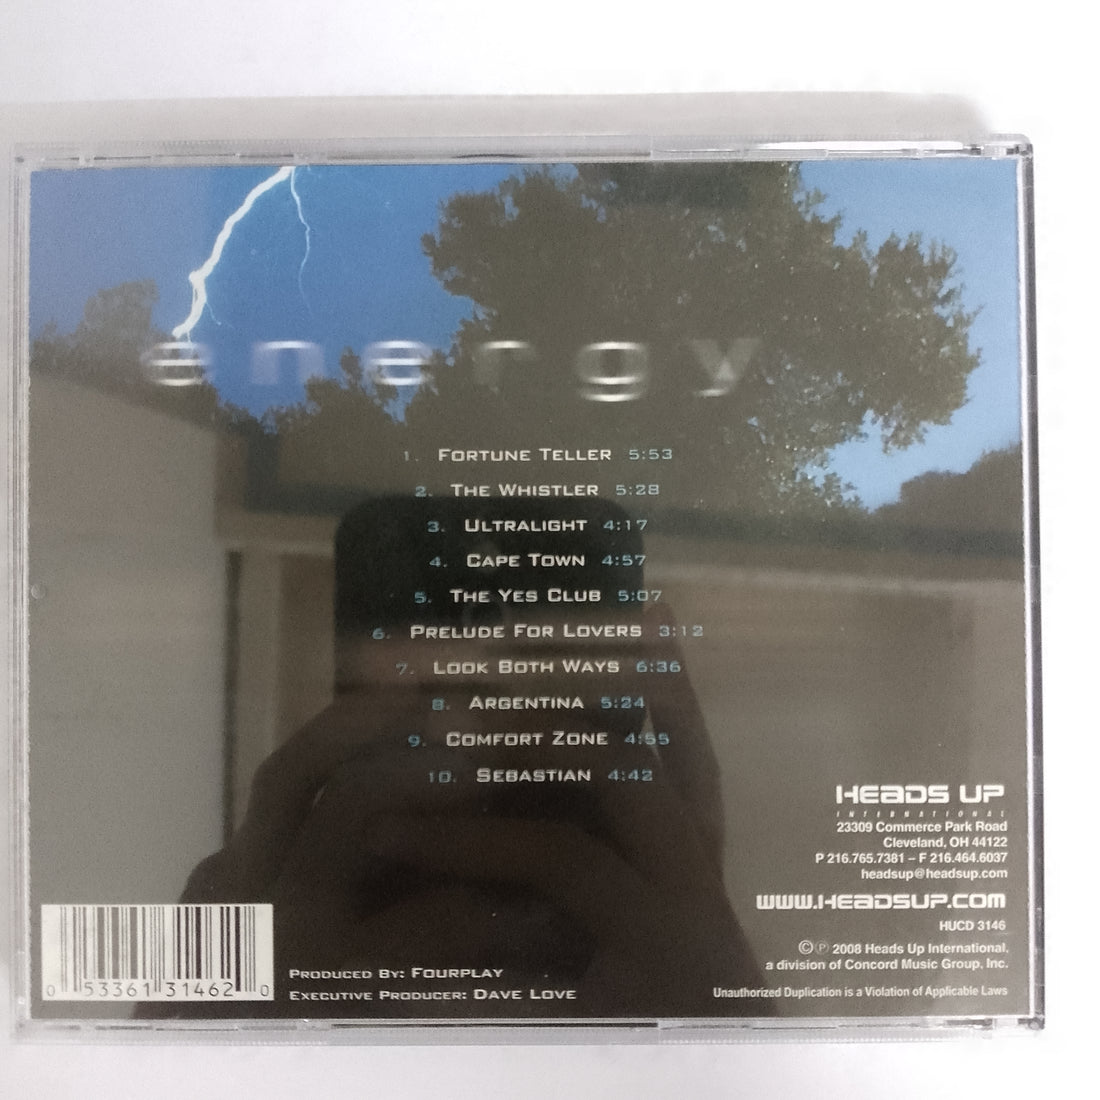 energy
1. FORTUNE TELLER 5:53
2. THE WHISTLER 5:28
3. ULTRALIGHT 4:17
4. CAPE TOWN 4:57
5. THE YES CLUB 5:07
6. PRELUDE FOR LOVERS 3:12
7. LOOK BOTH WAYS 6:36
8. ARGENTINA 5:24
9. COMFORT ZONE 4:55
10. SEBASTIAN 4:42
HEADS UP
INTERNATIONAL
23309 Commerce Park Road
Cleveland, OH 44122
P 216.765.7381 – F 216.464.6037
headsup@headsup.com
WWW.HEADSUP.COM
HUCD 3146
©℗ 2008 Heads Up International,
a division of Concord Music Group, Inc.
Unauthorized Duplication is a Violation of Applicable Laws
0 53361 31462 0
PRODUCED BY: FOURPLAY
EXECUTIVE PRODUCER: DAVE LOVE